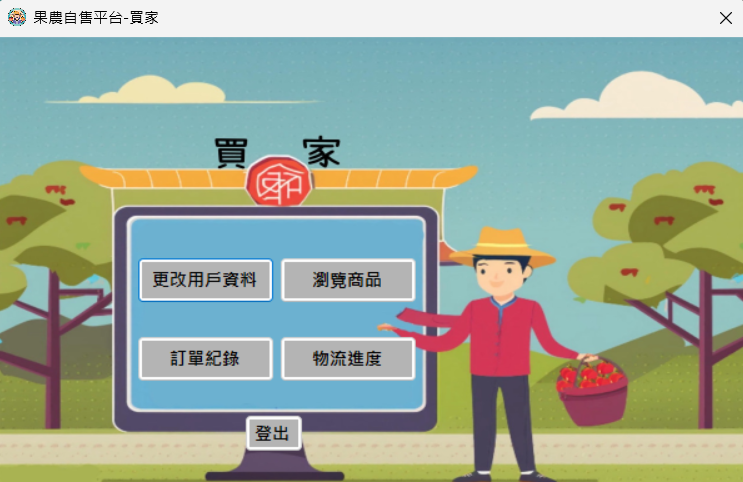 果農自售平台-買家
買 家
更改用戶資料
瀏覽商品
訂單紀錄
物流進度
登出